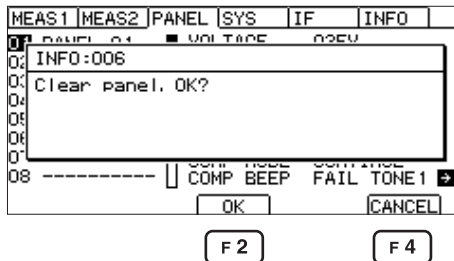 MEAS1 MEAS2 PANEL SYS IF INFO
01
INFO:006
Clear panel. OK?
08 ---------- COMP BEEP FAIL TONE1
OK CANCEL
F2 F4